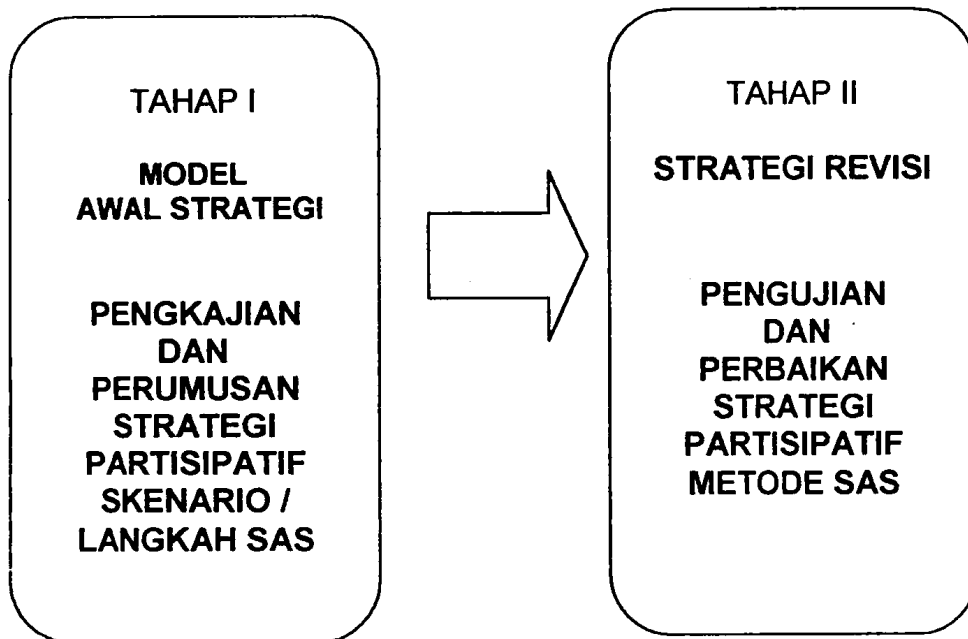 TAHAP I
MODEL
AWAL STRATEGI
PENGKAJIAN
DAN
PERUMUSAN
STRATEGI
PARTISIPATIF
SKENARIO /
LANGKAH SAS
TAHAP II
STRATEGI REVISI
PENGUJIAN
DAN
PERBAIKAN
STRATEGI
PARTISIPATIF
METODE SAS